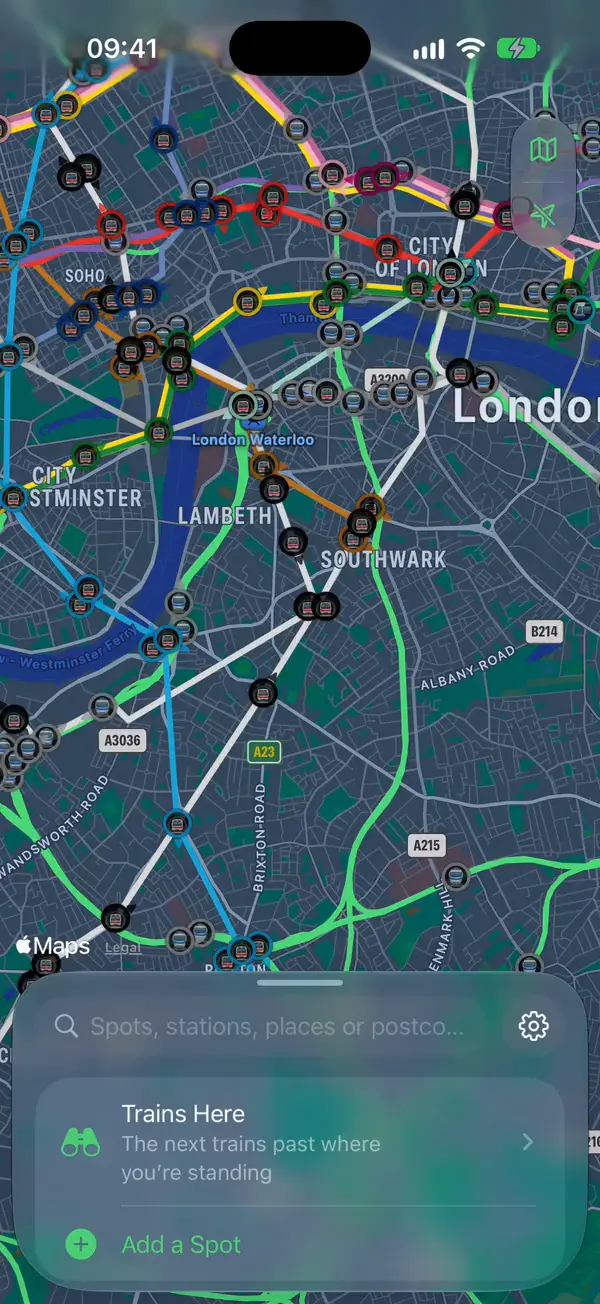 09:41
SOHO
CITY
OF LONDON
Tham
A3200
London
London Waterloo
CITY
STMINSTER
LAMBETH
SOUTHWARK
B214
w - Westminster Ferry
ALBANY ROAD
A3036
A23
WANDSWORTH ROAD
BRIXTON ROAD
A215
ENMARK HILL
Maps
Legal
Spots, stations, places or postco...
Trains Here
The next trains past where
you’re standing
Add a Spot